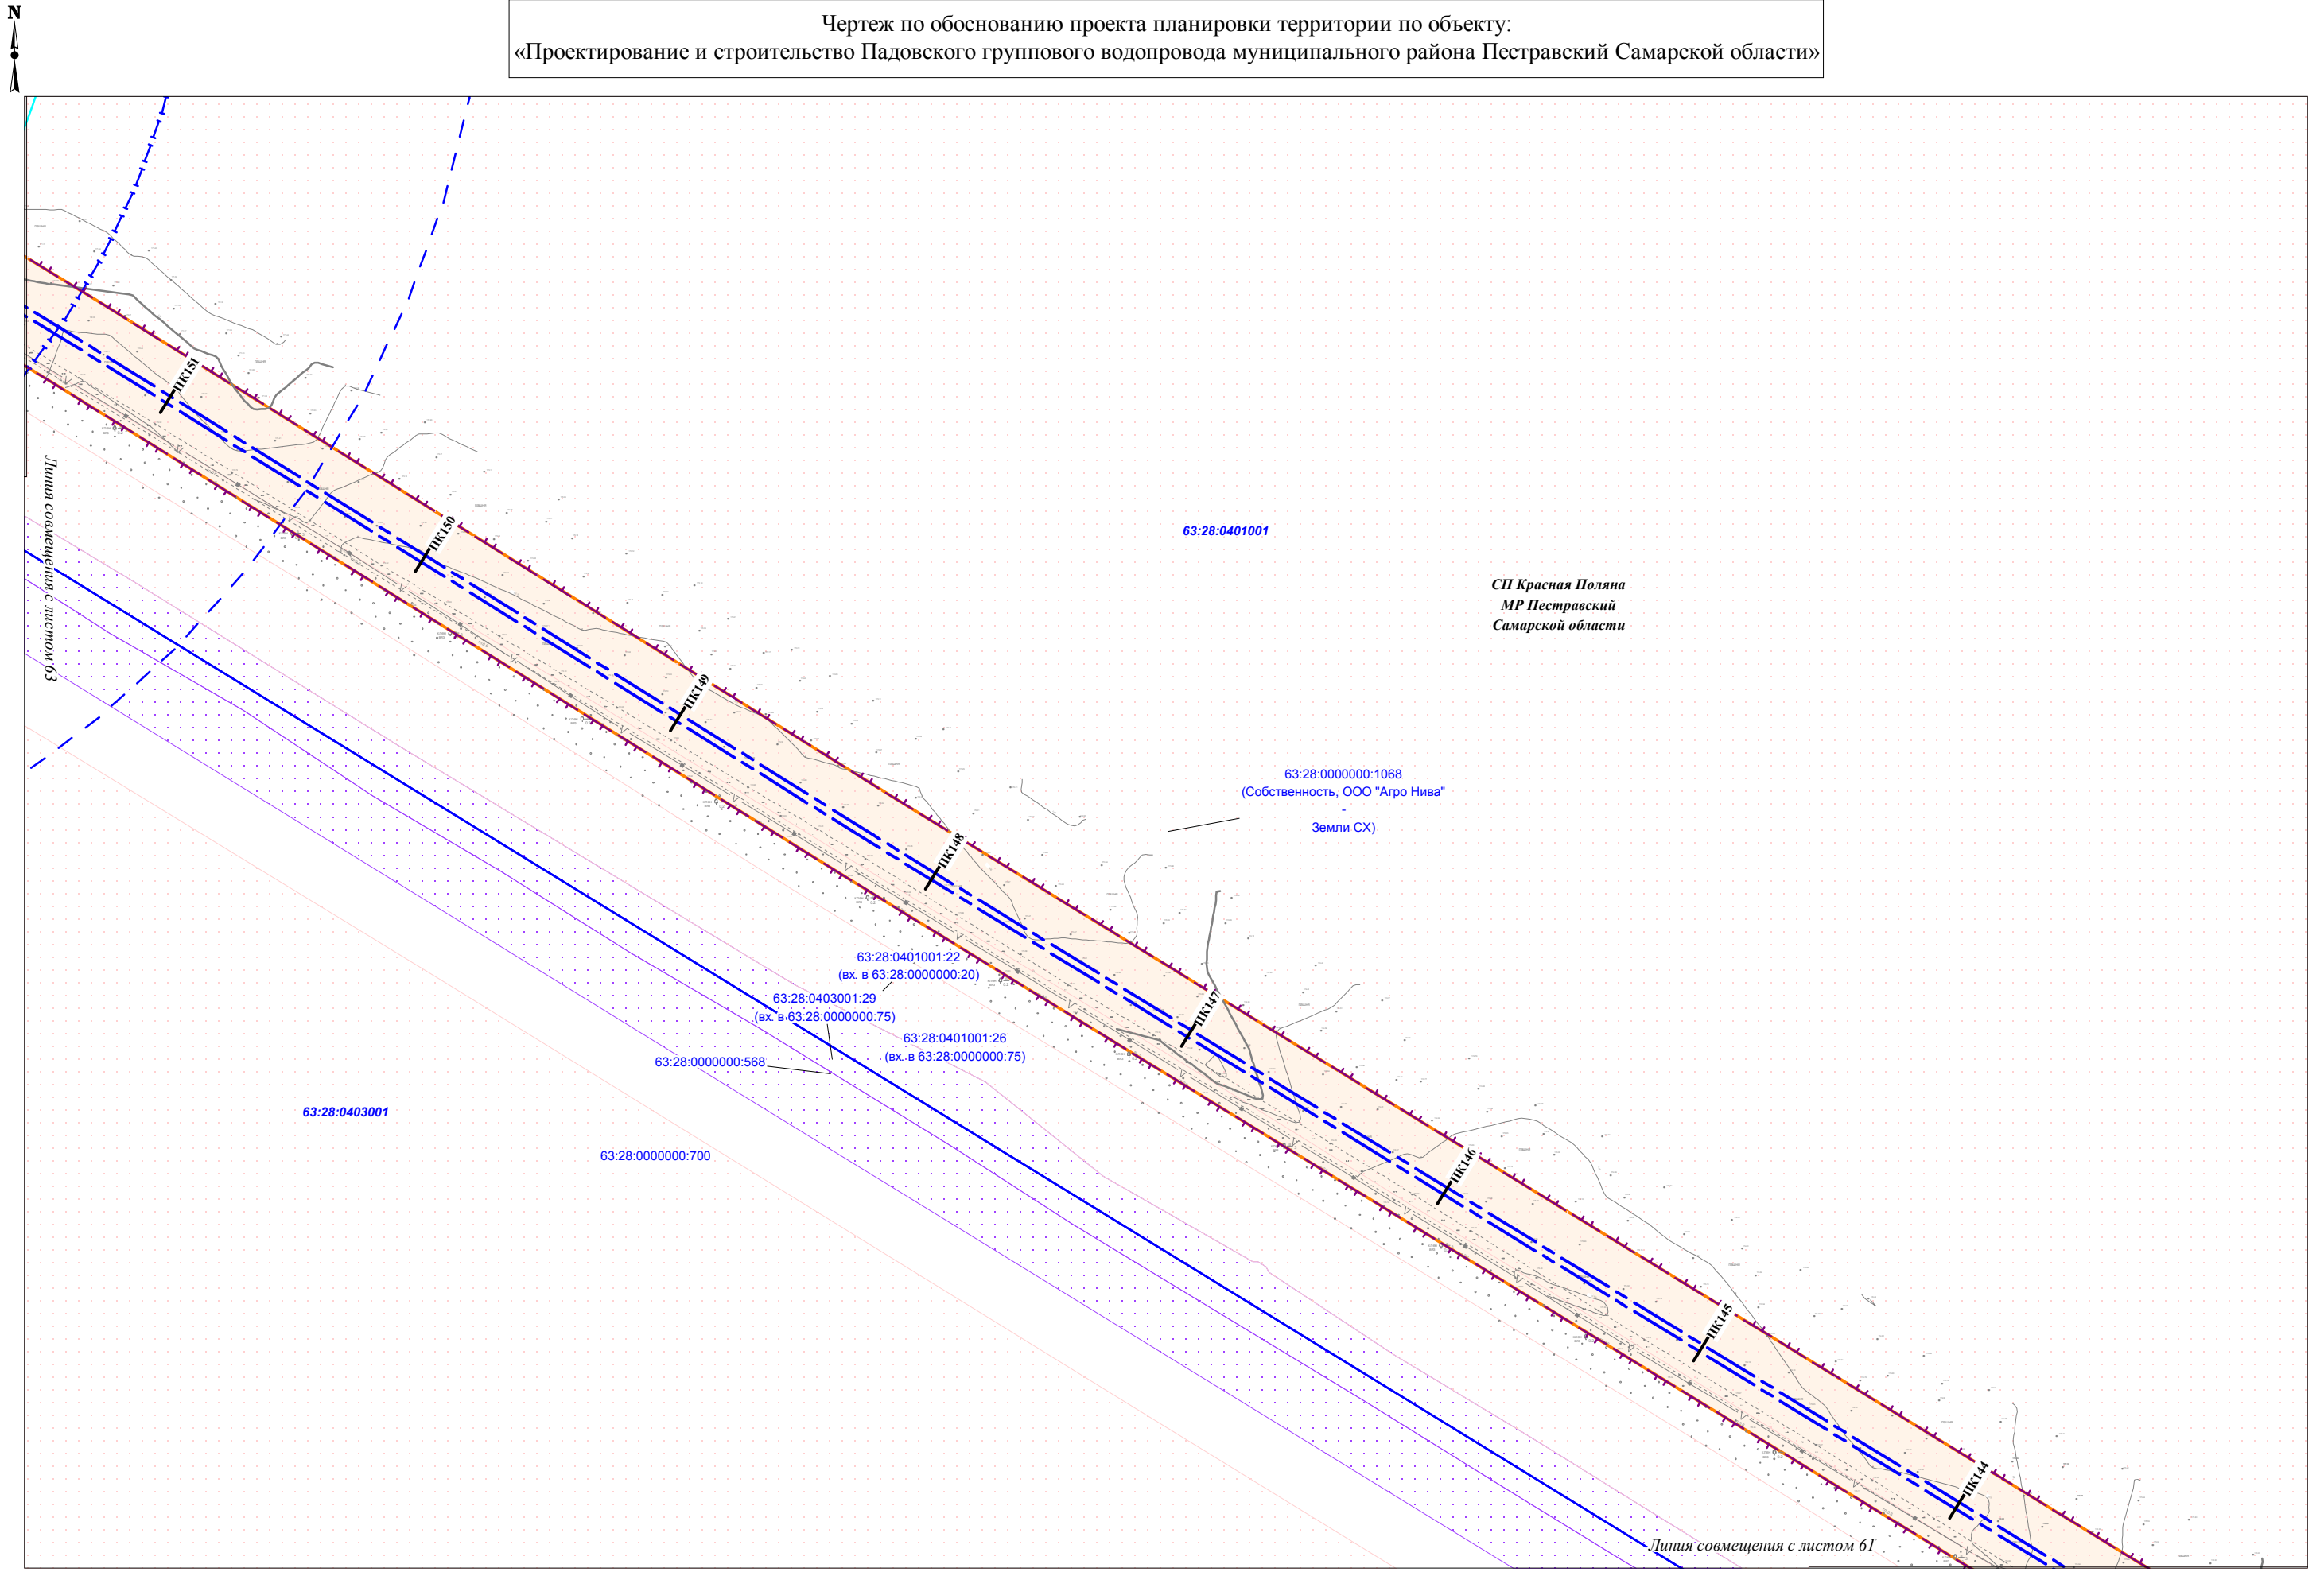 N
Чертеж по обоснованию проекта планировки территории по объекту:
«Проектирование и строительство Падовского группового водопровода муниципального района Пестравский Самарской области»
ПК151
Линия совмещения с листом 63
ПК150
63:28:0401001
СП Красная Поляна
МР Пестравский
Самарской области
ПК149
63:28:0000000:1068
(Собственность, ООО "Агро Нива"
-
Земли СХ)
ПК148
63:28:0401001:22
(вх. в 63:28:0000000:20)
63:28:0403001:29
(вх. в 63:28:0000000:75)
63:28:0401001:26
(вх. в 63:28:0000000:75)
63:28:0000000:568
ПК147
63:28:0403001
63:28:0000000:700
ПК146
ПК145
ПК144
Линия совмещения с листом 61